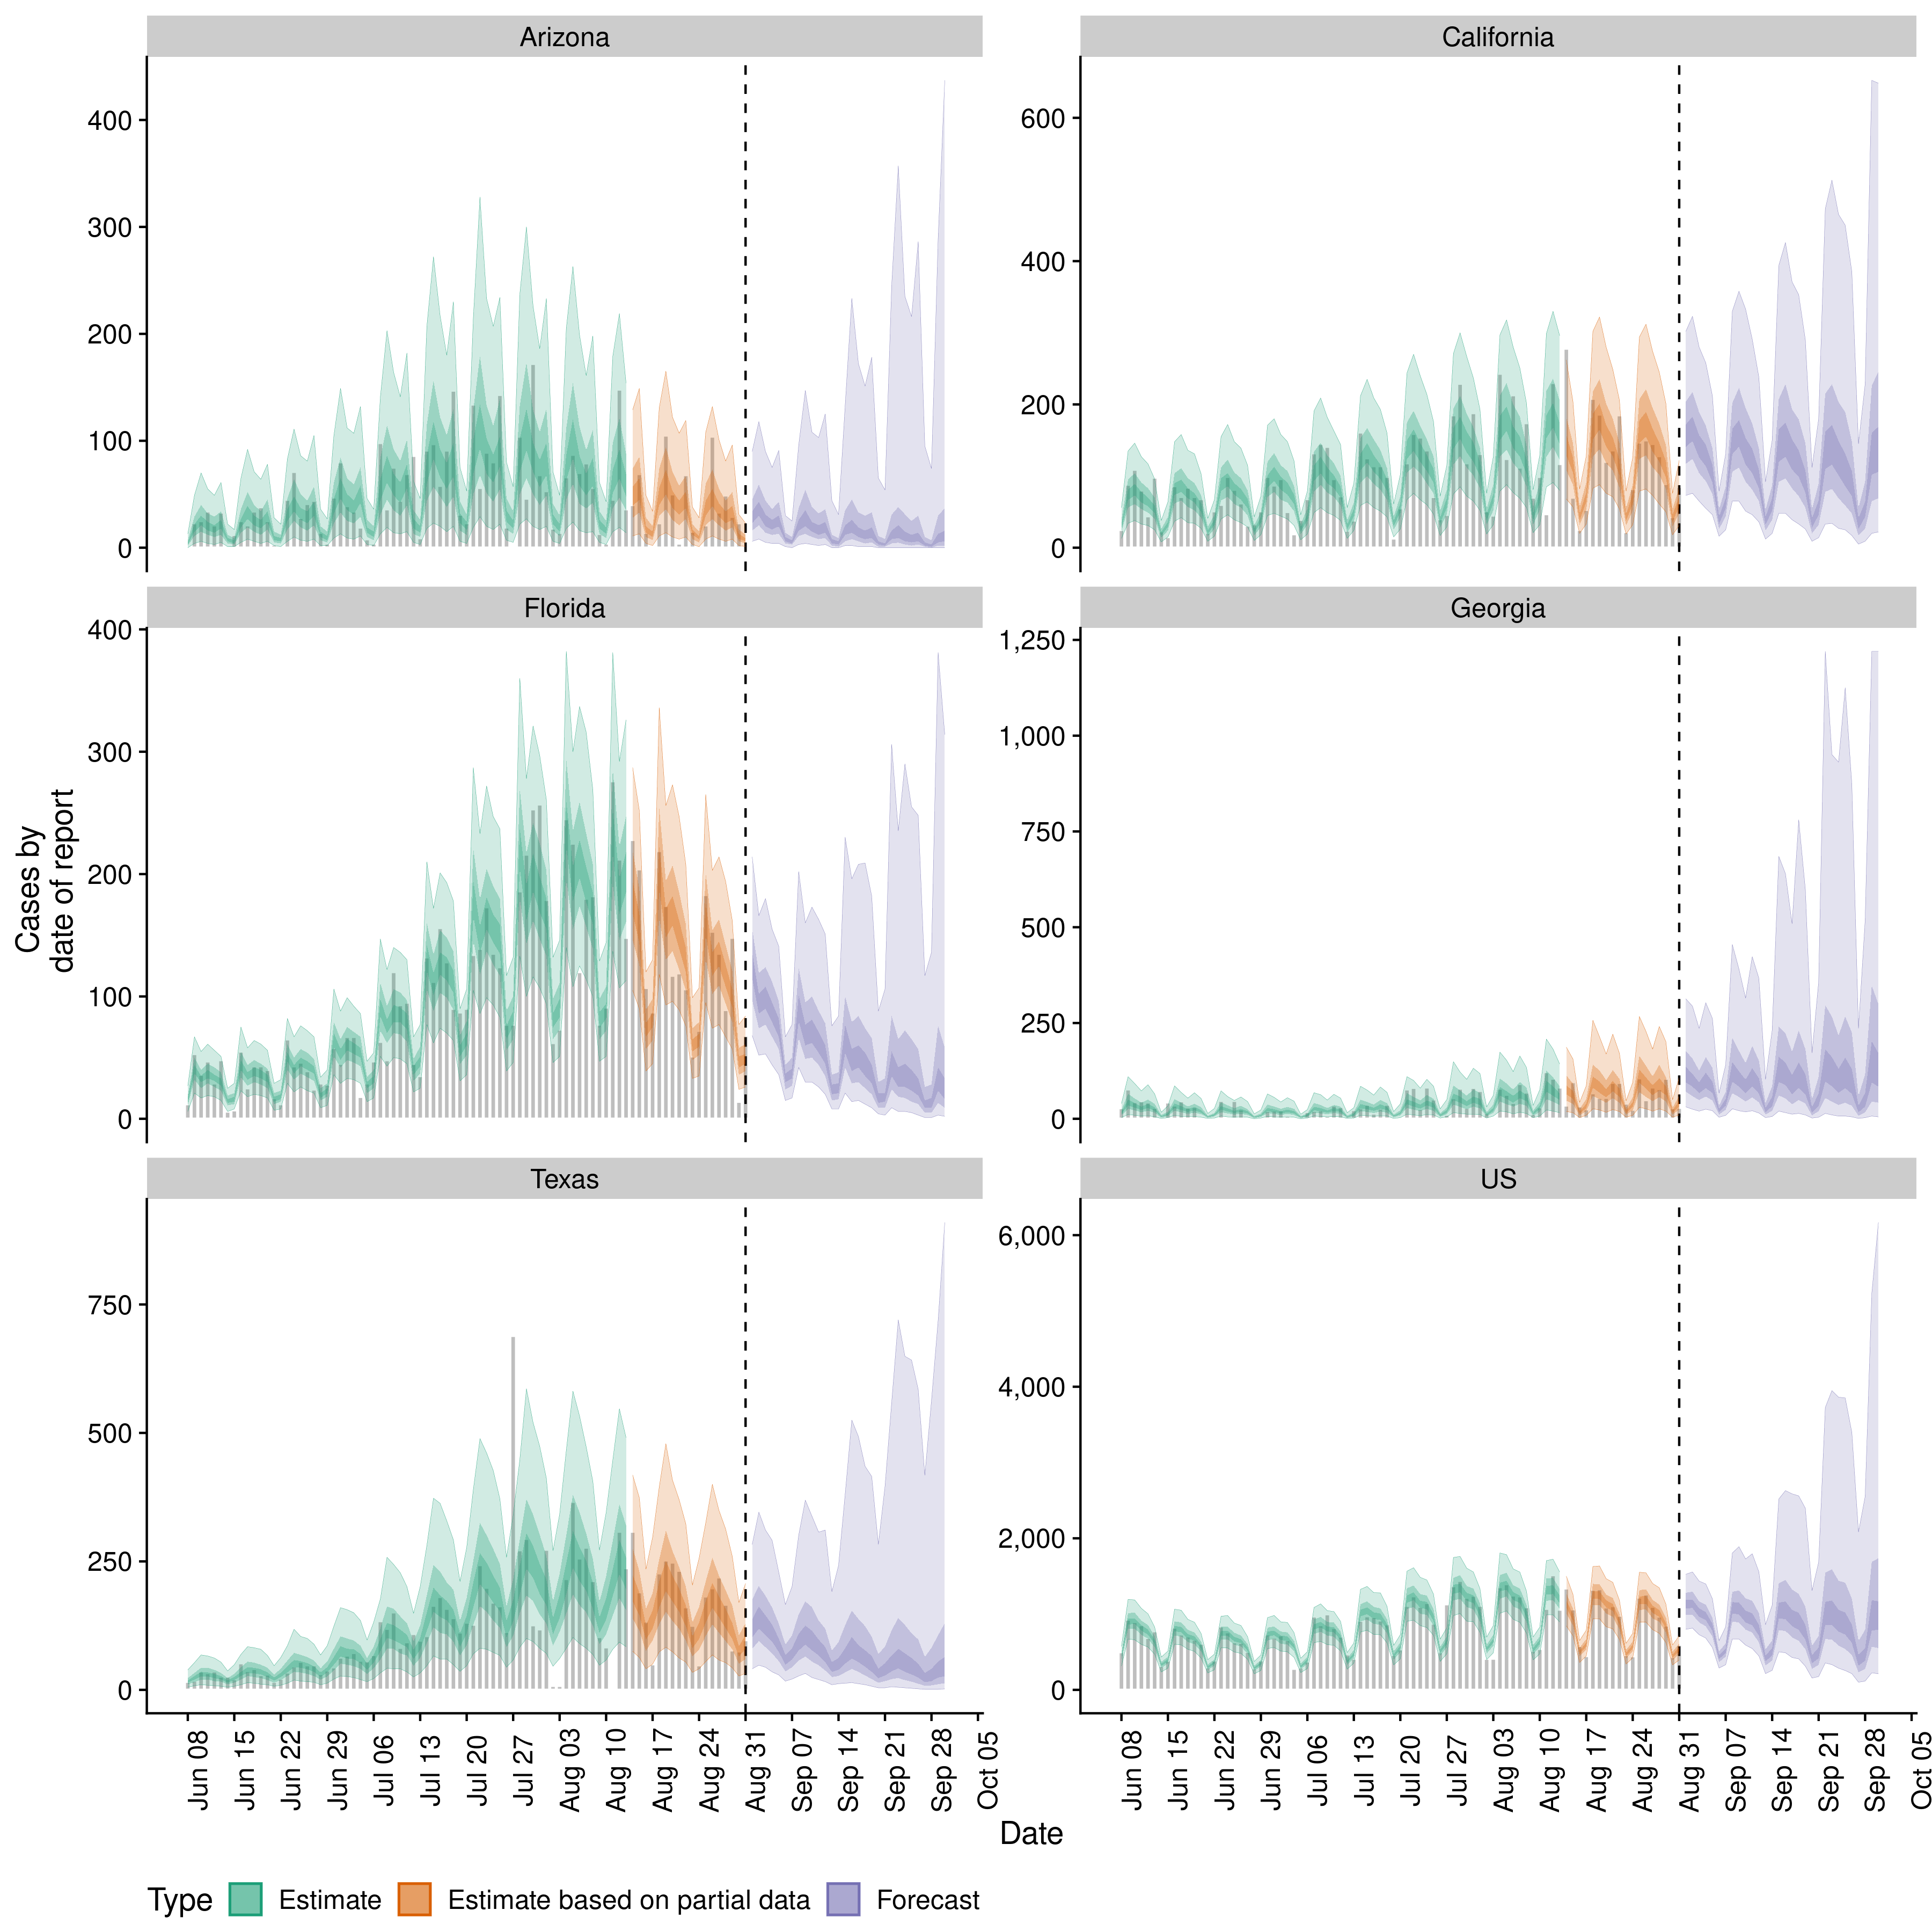 Arizona
California
400
300
200
100
0
600
400
200
0
Florida
Georgia
400
300
200
100
0
1,250
1,000
750
500
250
0
Cases by
date of report
Texas
US
750
500
250
0
6,000
4,000
2,000
0
Jun 08
Jun 15
Jun 22
Jun 29
Jul 06
Jul 13
Jul 20
Jul 27
Aug 03
Aug 10
Aug 17
Aug 24
Aug 31
Sep 07
Sep 14
Sep 21
Sep 28
Oct 05
Jun 08
Jun 15
Jun 22
Jun 29
Jul 06
Jul 13
Jul 20
Jul 27
Aug 03
Aug 10
Aug 17
Aug 24
Aug 31
Sep 07
Sep 14
Sep 21
Sep 28
Oct 05
Date
Type Estimate Estimate based on partial data Forecast